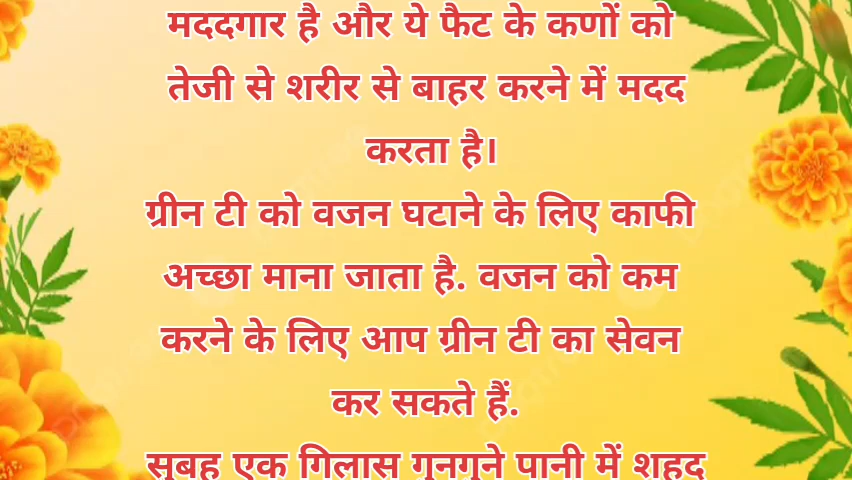 मददगार है और ये फैट के कणों को
तेजी से शरीर से बाहर करने में मदद
करता है।
ग्रीन टी को वजन घटाने के लिए काफी
अच्छा माना जाता है. वजन को कम
करने के लिए आप ग्रीन टी का सेवन
कर सकते हैं.
सुबह एक गिलास गुनगुने पानी में शहद